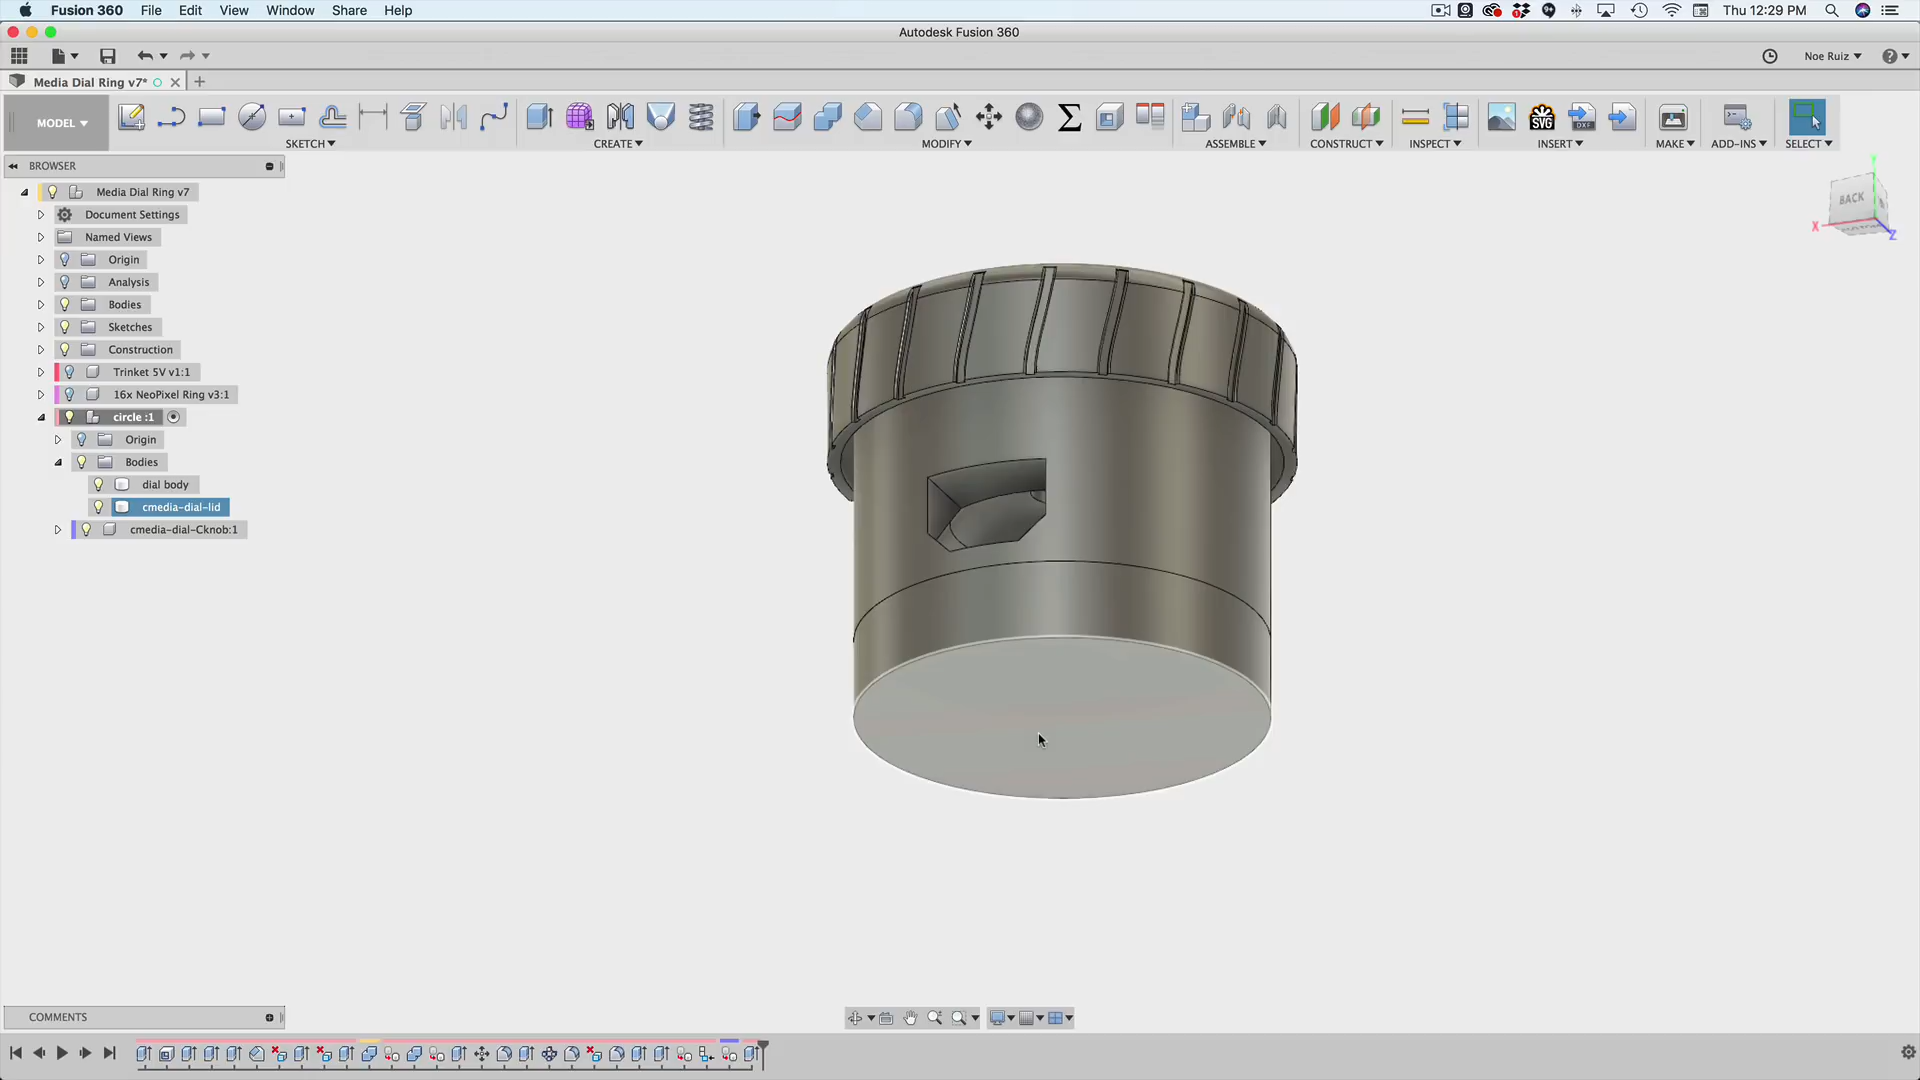 Fusion 360 File Edit View Window Share Help Thu 12:29 PM
Autodesk Fusion 360
Noe Ruiz
Media Dial Ring v7*
MODEL
SKETCH CREATE MODIFY ASSEMBLE CONSTRUCT INSPECT INSERT MAKE ADD-INS SELECT
SVG
DXF
BROWSER
Media Dial Ring v7
Document Settings
Named Views
Origin
Analysis
Bodies
Sketches
Construction
Trinket 5V v1:1
16x NeoPixel Ring v3:1
circle :1
Origin
Bodies
dial body
cmedia-dial-lid
cmedia-dial-Cknob:1
BACK
X
Z
COMMENTS